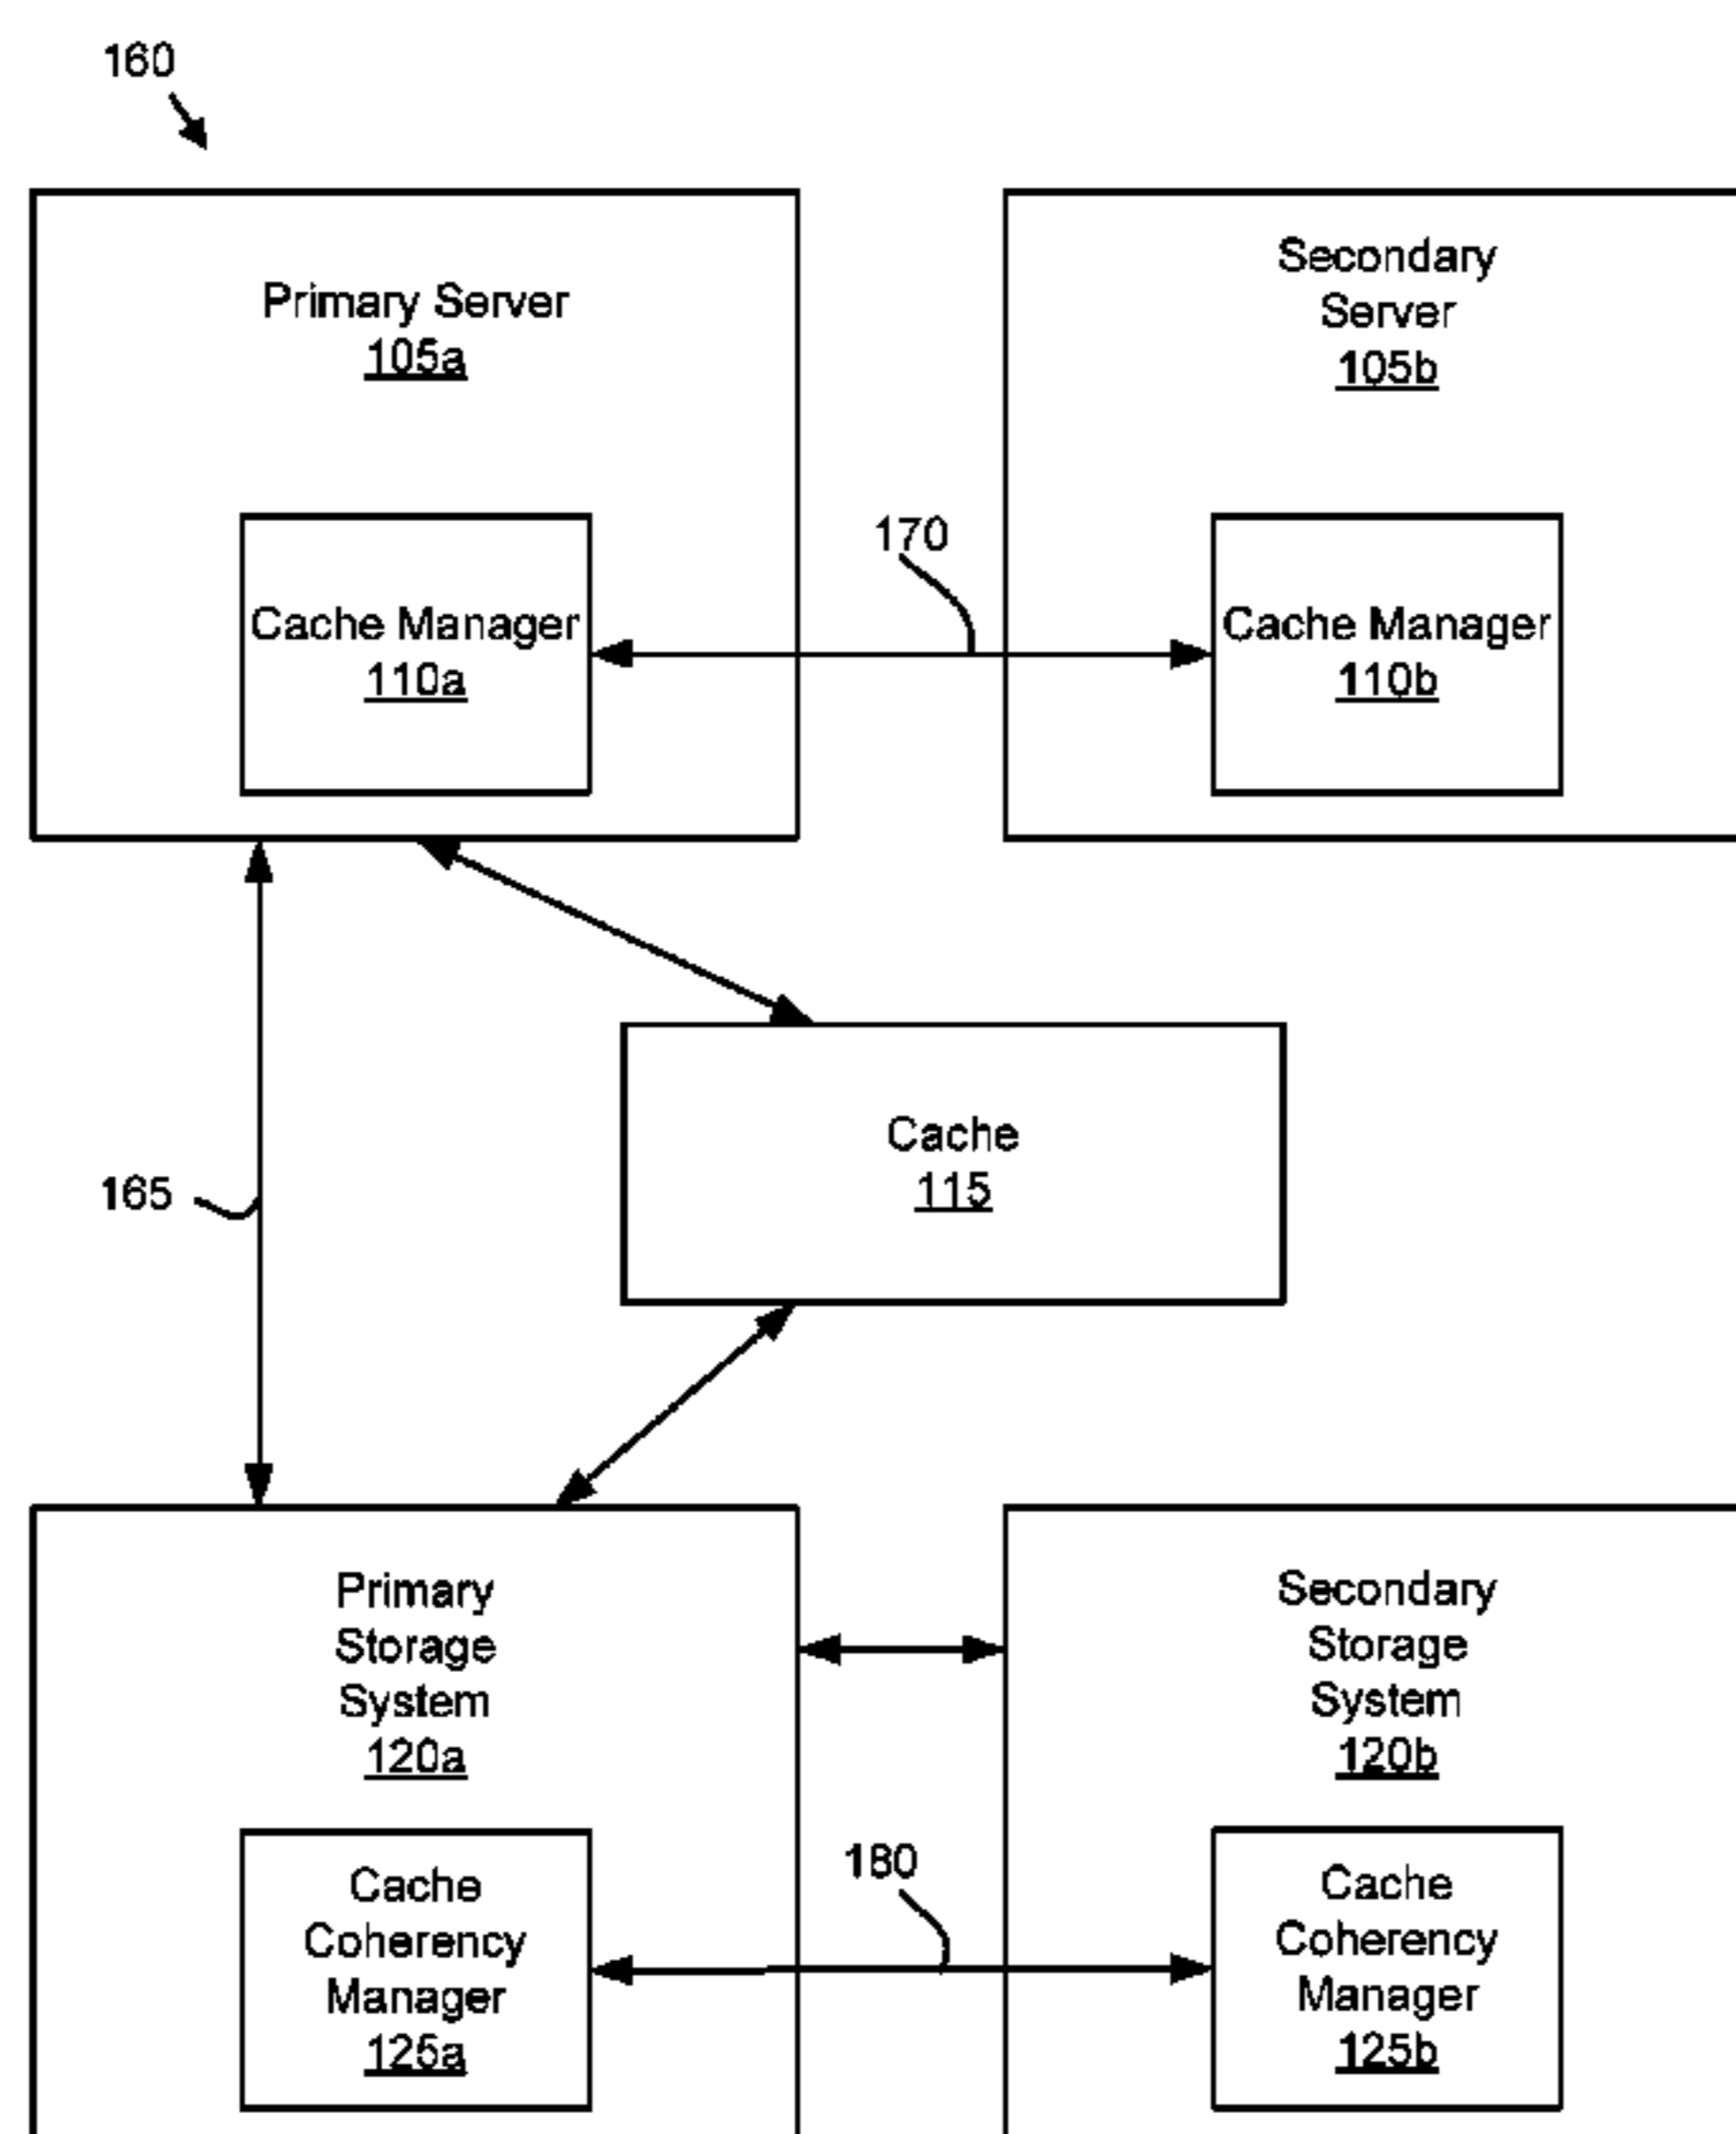 160
Primary Server
105a
Secondary
Server
105b
170
Cache Manager
110a
Cache Manager
110b
Cache
115
165
Primary
Storage
System
120a
Secondary
Storage
System
120b
180
Cache
Coherency
Manager
125a
Cache
Coherency
Manager
125b